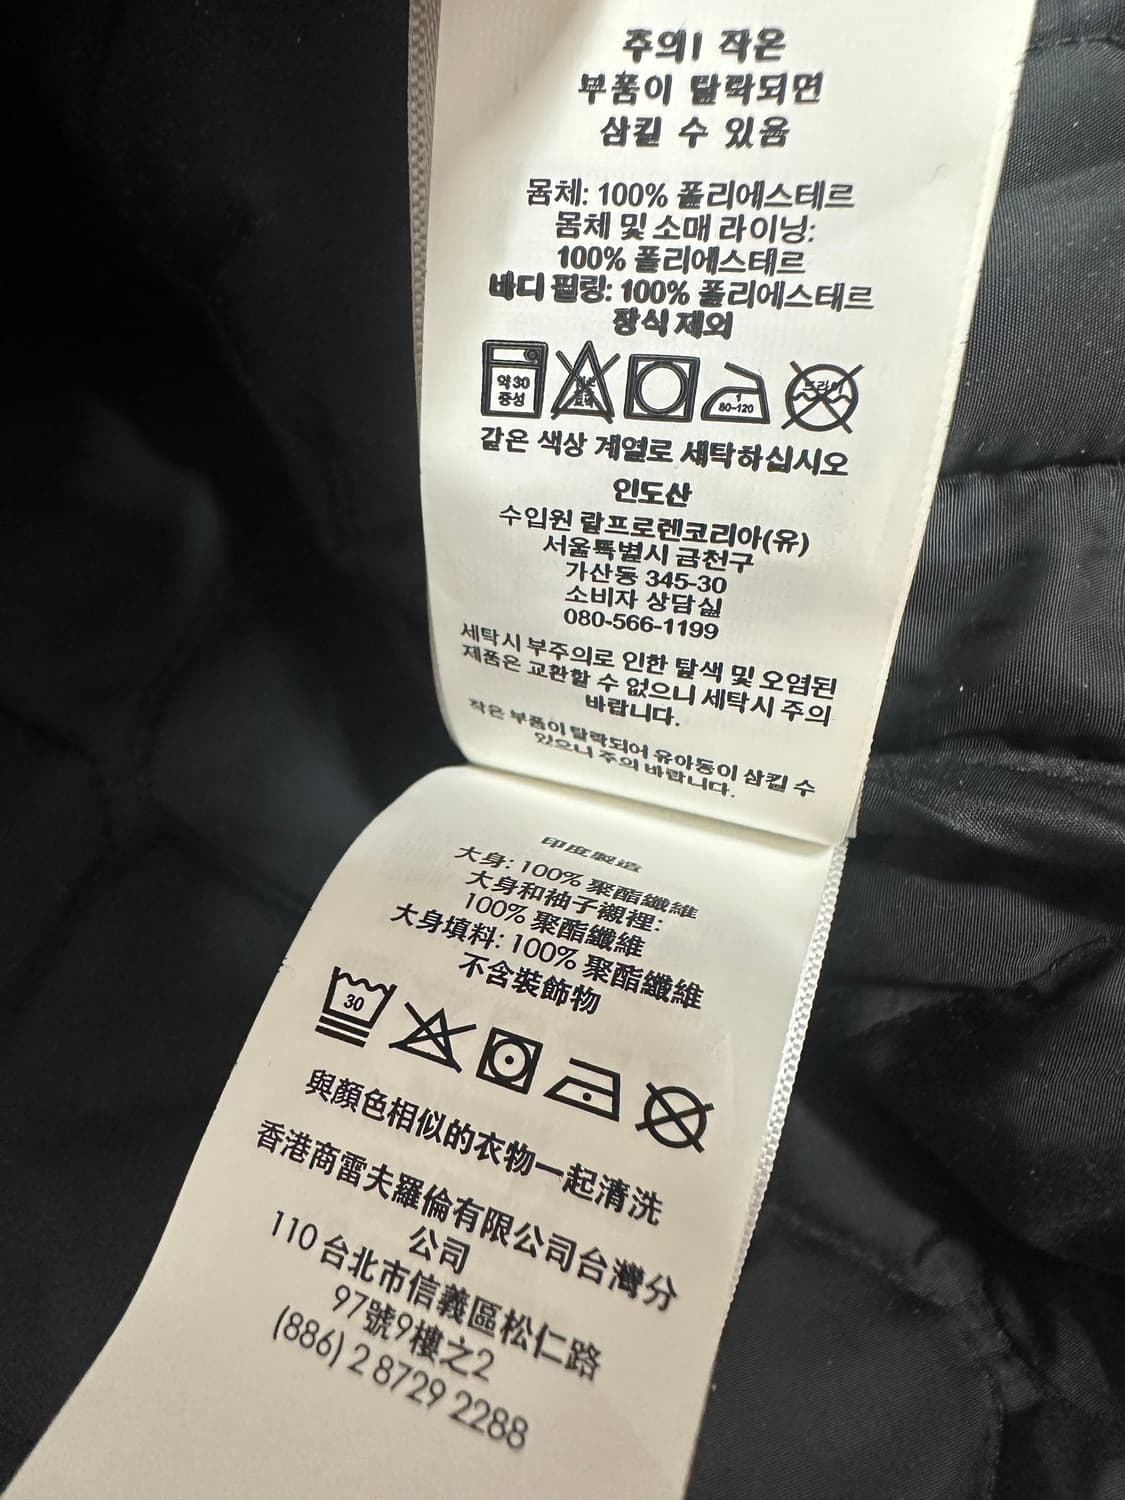 주의! 작은
부품이 탈락되면
삼킬 수 있음
몸체: 100% 폴리에스테르
몸체 및 소매 라이닝:
100% 폴리에스테르
바디 필링: 100% 폴리에스테르
장식 제외
약30
중성
80-120
같은 색상 계열로 세탁하십시오
인도산
수입원 랄프로렌코리아(유)
서울특별시 금천구
가산동 345-30
소비자 상담실
080-566-1199
세탁시 부주의로 인한 탈색 및 오염된
제품은 교환할 수 없으니 세탁시 주의
바랍니다.
작은 부품이 탈락되어 유아동이 삼킬 수
있으니 주의 바랍니다.
印度製造
大身: 100% 聚酯纖維
大身和袖子襯裡:
100% 聚酯纖維
大身填料: 100% 聚酯纖維
不含裝飾物
30
與顏色相似的衣物一起清洗
香港商雷夫羅倫有限公司台灣分
公司
110台北市信義區松仁路
97號9樓之2
(886) 2 8729 2288